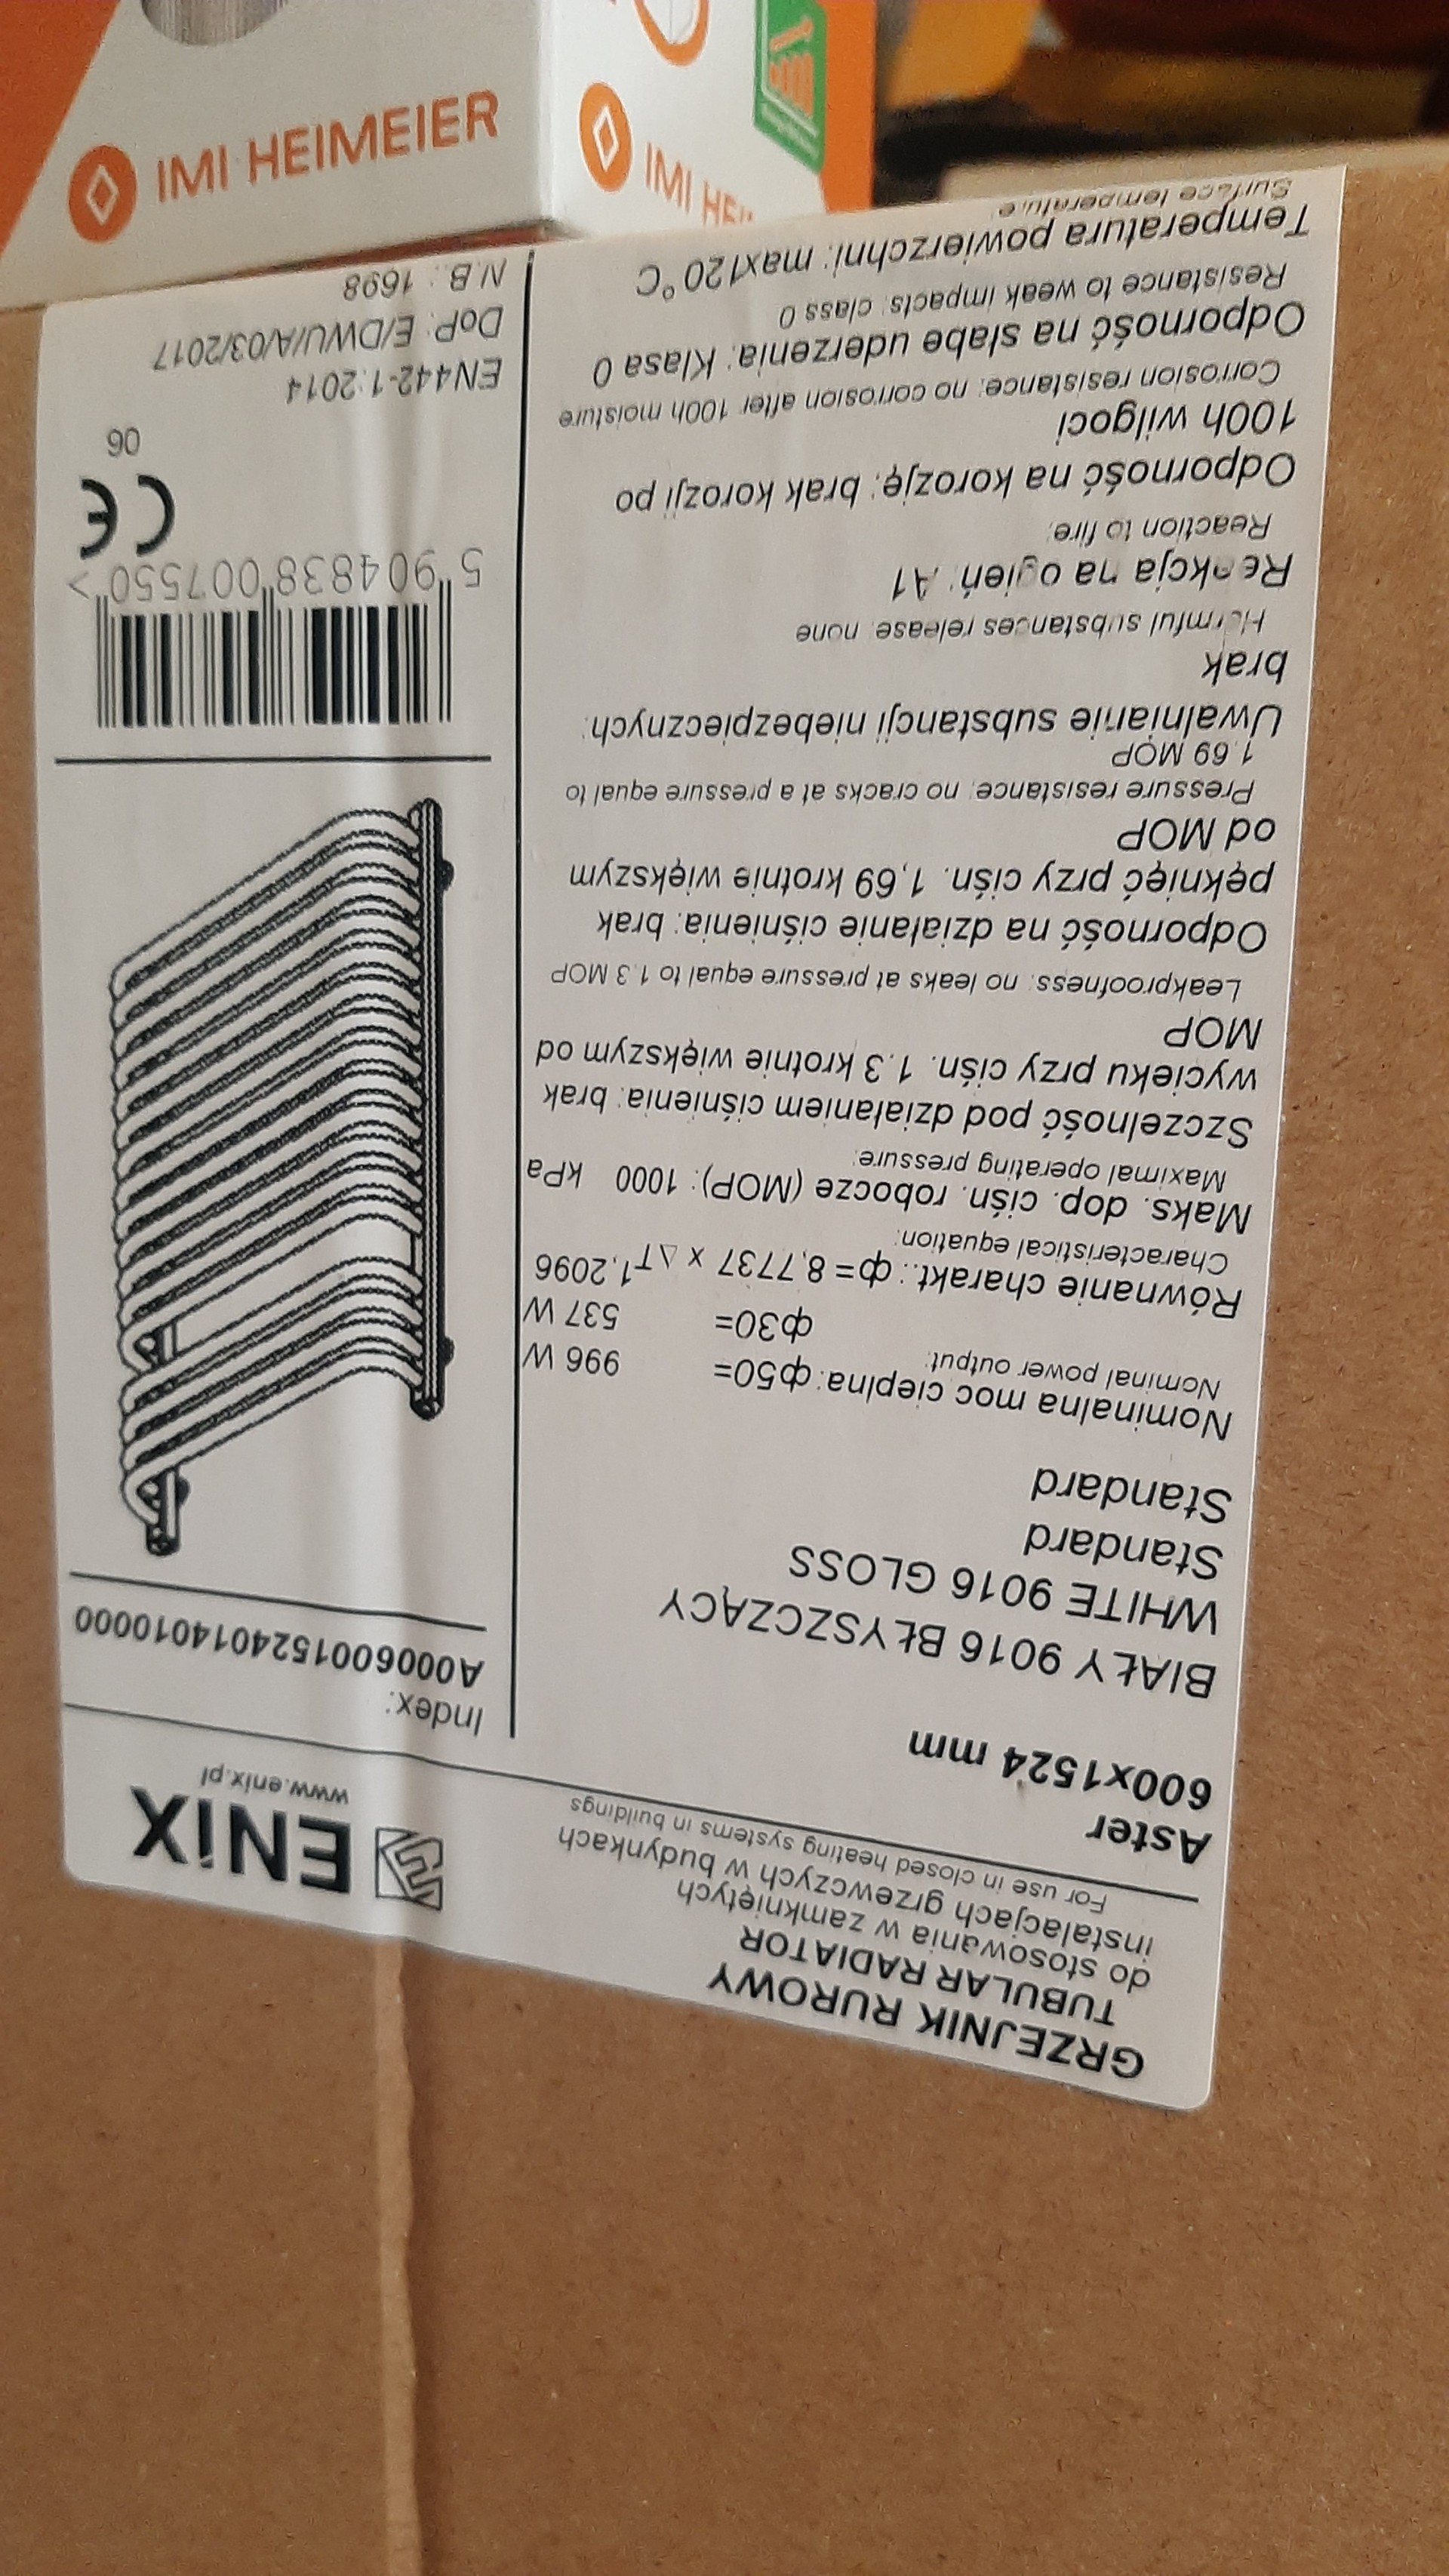 GRZEJNIK RUROWY
TUBULAR RADIATOR
do stosowania w zamkniętych
instalacjach grzewczych w budynkach
For use in closed heating systems in buildings
ENiX
www.enix.pl
Aster
600x1524 mm
BIAŁY 9016 BŁYSZCZĄCY
WHITE 9016 GLOSS
Standard
Standard
Nominalna moc cieplna: ф50= 996 W
Nominal power output:
ф30= 537 W
Równanie charakt.: ф= 8,7737 x △T1,2096
Characteristical equation:
Maks. dop. ciśn. robocze (MOP): 1000 kPa
Maximal operating pressure:
Szczelność pod działaniem ciśnienia: brak
wycieku przy ciśn. 1.3 krotnie większym od
MOP
Leakproofness: no leaks at pressure equal to 1.3 MOP
Odporność na działanie ciśnienia: brak
pęknięć przy ciśn. 1,69 krotnie większym
od MOP
Pressure resistance: no cracks at a pressure equal to
1.69 MOP
Uwalnianie substancji niebezpiecznych:
brak
Harmful substances release: none
Reakcja na ogień: A1
Reaction to fire:
Odporność na korozję: brak korozji po
100h wilgoci
Corrosion resistance: no corrosion after 100h moisture
Odporność na słabe uderzenia: Klasa 0
Resistance to weak impacts: class 0
Temperatura powierzchni: max120 °C
Surface temperature:
Index:
A000600152401401​0000
5 904838 007550 >
CE
06
EN442-1:2014
DoP: E/DWU/A/03/2017
N.B.: 1698
IMI HEIMEIER
IMI HEI